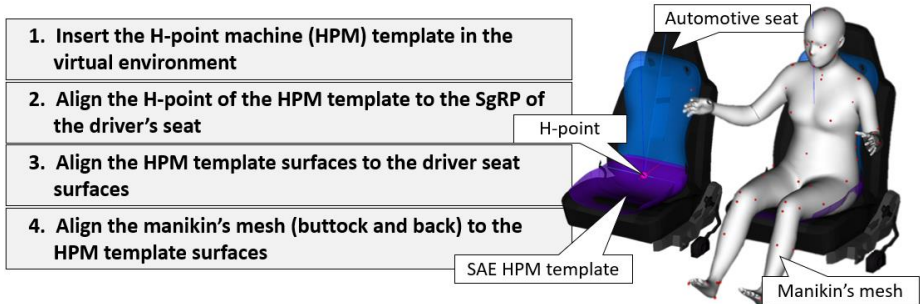 1. Insert the H-point machine (HPM) template in the
virtual environment
2. Align the H-point of the HPM template to the SgRP of
the driver's seat
3. Align the HPM template surfaces to the driver seat
surfaces
4. Align the manikin's mesh (buttock and back) to the
HPM template surfaces
Automotive seat
H-point
SAE HPM template
Manikin's mesh